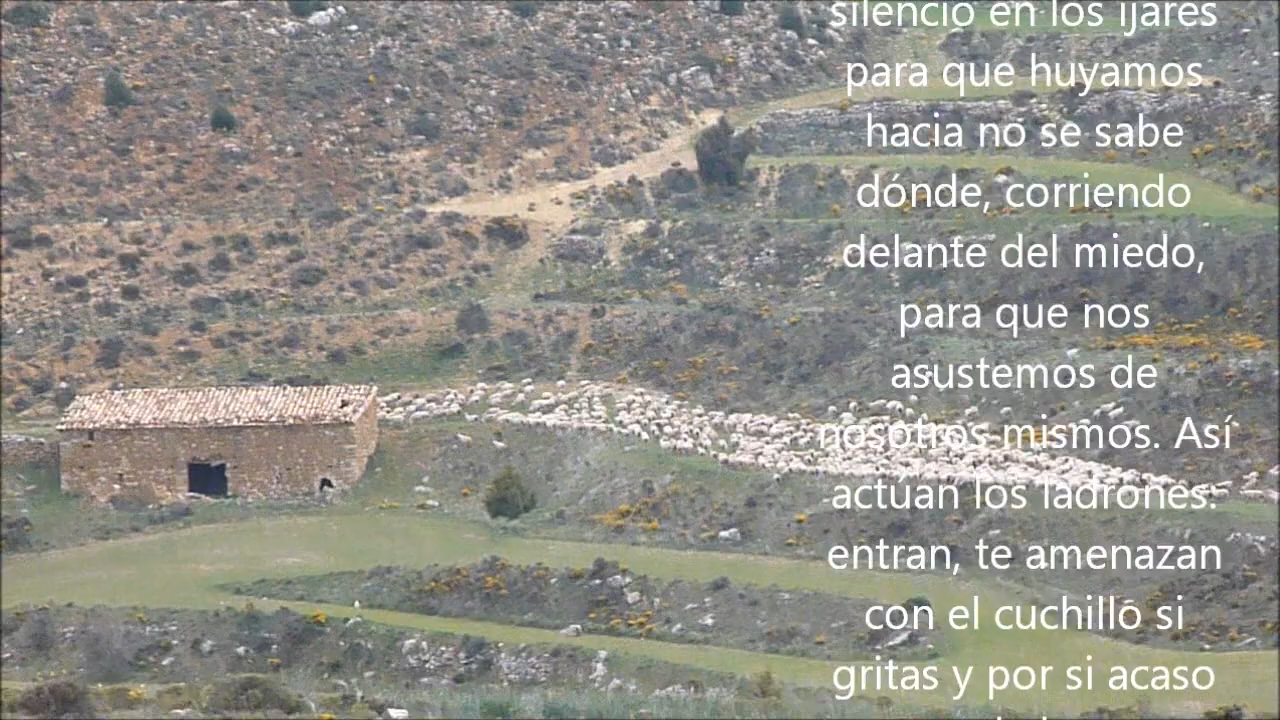 silencio en los ijares
para que huyamos
hacia no se sabe
dónde, corriendo
delante del miedo,
para que nos
asustemos de
nosotros mismos. Así
actúan los ladrones:
entran, te amenazan
con el cuchillo si
gritas y por si acaso